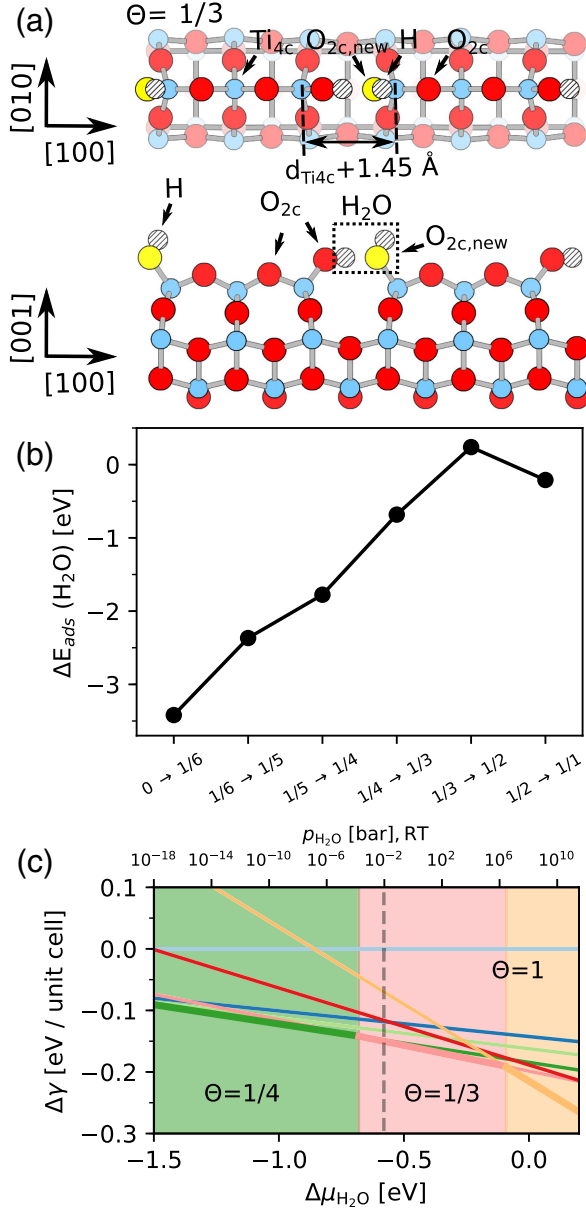 (a)
Θ= 1/3
Ti4c O2c,new H O2c
[010]
[100]
dTi4c+1.45 Å
H
O2c
H2O
O2c,new
[001]
[100]
(b)
0
−1
−2
−3
ΔEads (H2O) [eV]
0 → 1/6
1/6 → 1/5
1/5 → 1/4
1/4 → 1/3
1/3 → 1/2
1/2 → 1/1
(c)
pH2O [bar], RT
10−18 10−14 10−10 10−6 10−2 102 106 1010
0.1
0.0
−0.1
−0.2
−0.3
Δγ [eV / unit cell]
Θ=1
Θ=1/4
Θ=1/3
−1.5 −1.0 −0.5 0.0
ΔμH2O [eV]